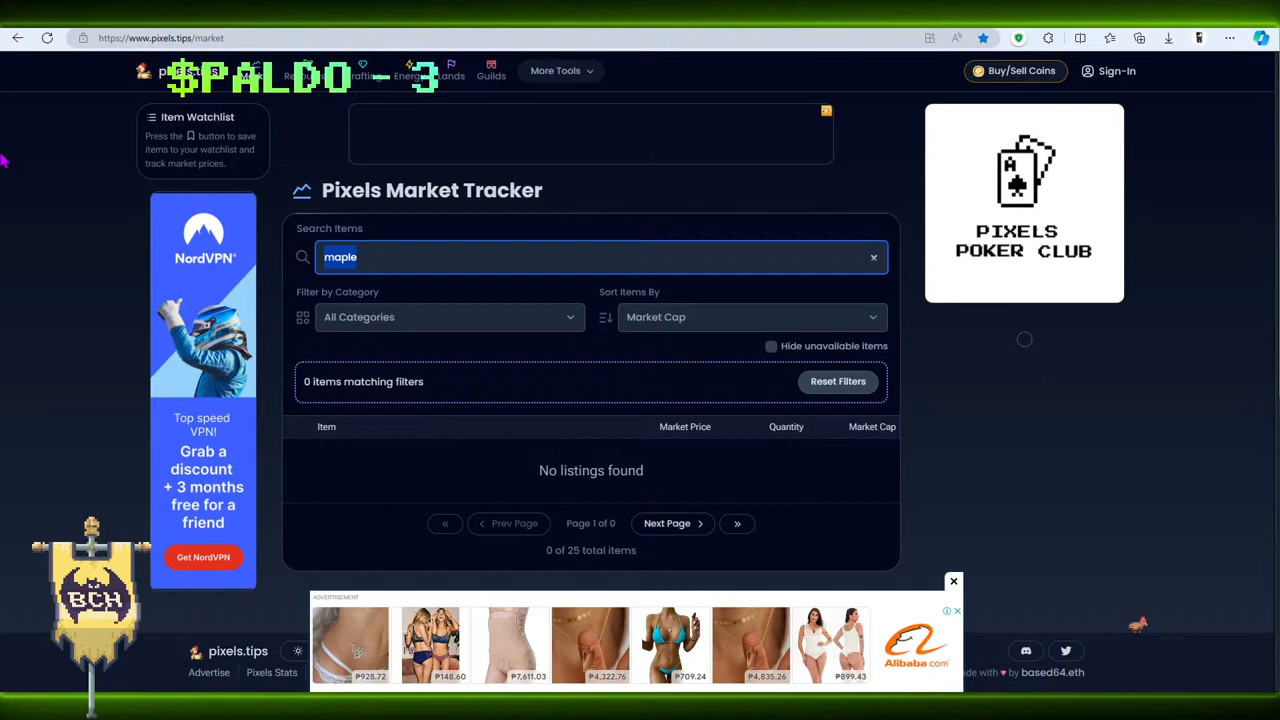 https://www.pixels.tips/market
pixels.tips
$PALDO - 3
Lands
Guilds
More Tools
Buy/Sell Coins
Sign-In
Item Watchlist
Press the button to save
items to your watchlist and
track market prices.
Pixels Market Tracker
Search Items
maple
Filter by Category
Sort Items By
All Categories
Market Cap
Hide unavailable items
0 items matching filters
Reset Filters
Item
Market Price
Quantity
Market Cap
No listings found
«
Prev Page
Page 1 of 0
Next Page
»
0 of 25 total items
NordVPN®
Top speed
VPN!
Grab a
discount
+ 3 months
free for a
friend
Get NordVPN
A
PIXELS
POKER CLUB
BCH
ADVERTISEMENT
₱928.72
₱148.60
₱7,611.03
₱4,322.76
₱709.24
₱4,835.26
₱899.43
Alibaba.com
pixels.tips
Advertise
Pixels Stats
ade with ♥ by based64.eth